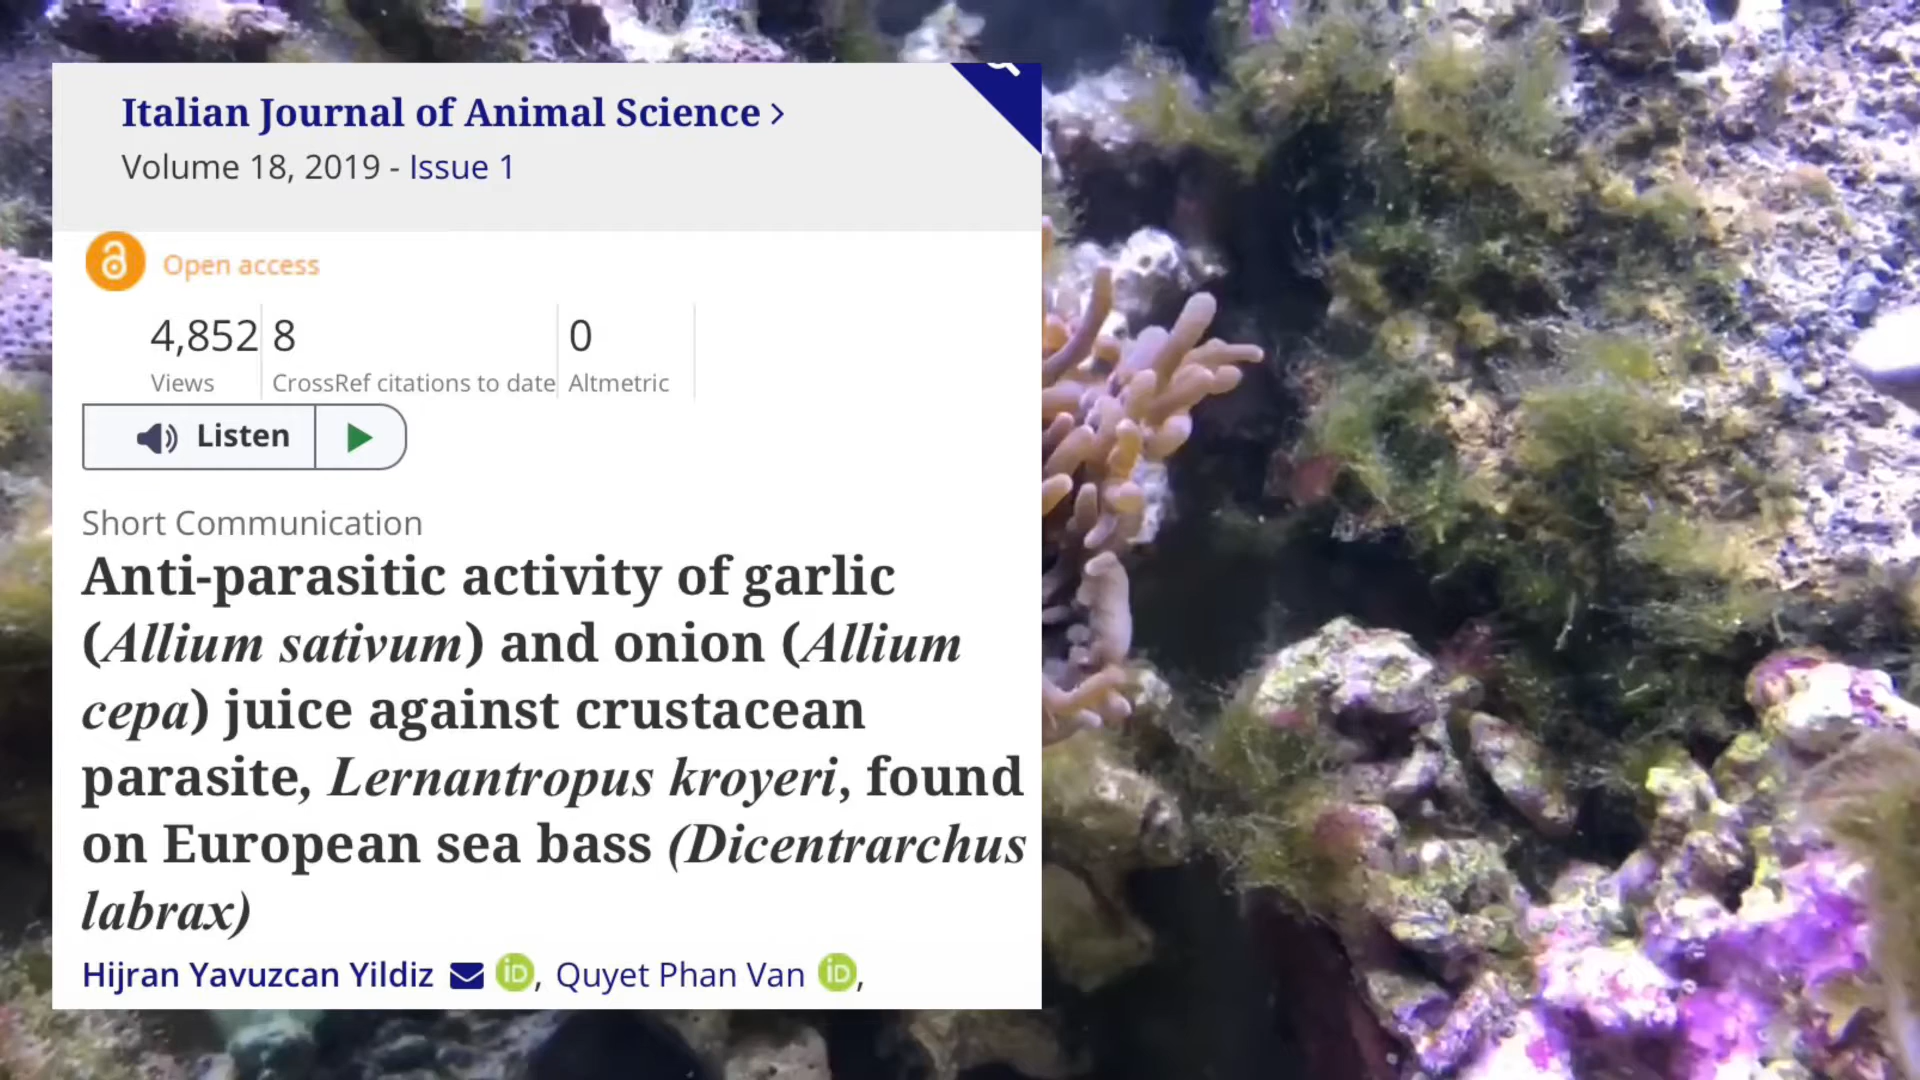 Italian Journal of Animal Science >
Volume 18, 2019 - Issue 1
Open access
4,852 8 0
Views CrossRef citations to date Altmetric
Listen
Short Communication
Anti-parasitic activity of garlic
(Allium sativum) and onion (Allium
cepa) juice against crustacean
parasite, Lernantropus kroyeri, found
on European sea bass (Dicentrarchus
labrax)
Hijran Yavuzcan Yildiz iD, Quyet Phan Van iD,